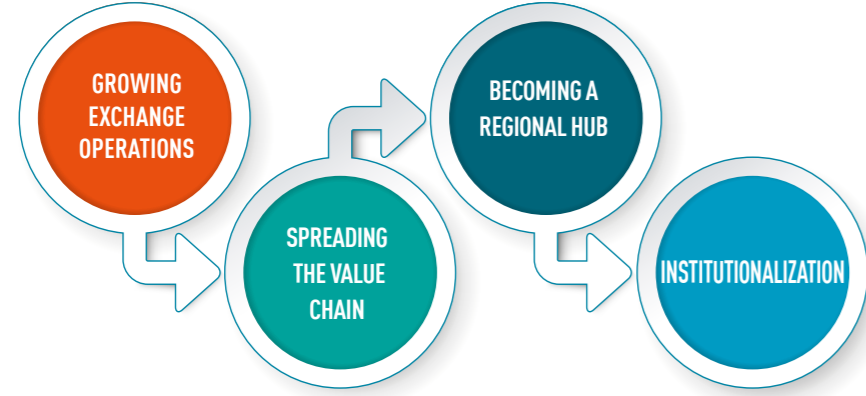 GROWING
EXCHANGE
OPERATIONS
SPREADING
THE VALUE
CHAIN
BECOMING A
REGIONAL HUB
INSTITUTIONALIZATION